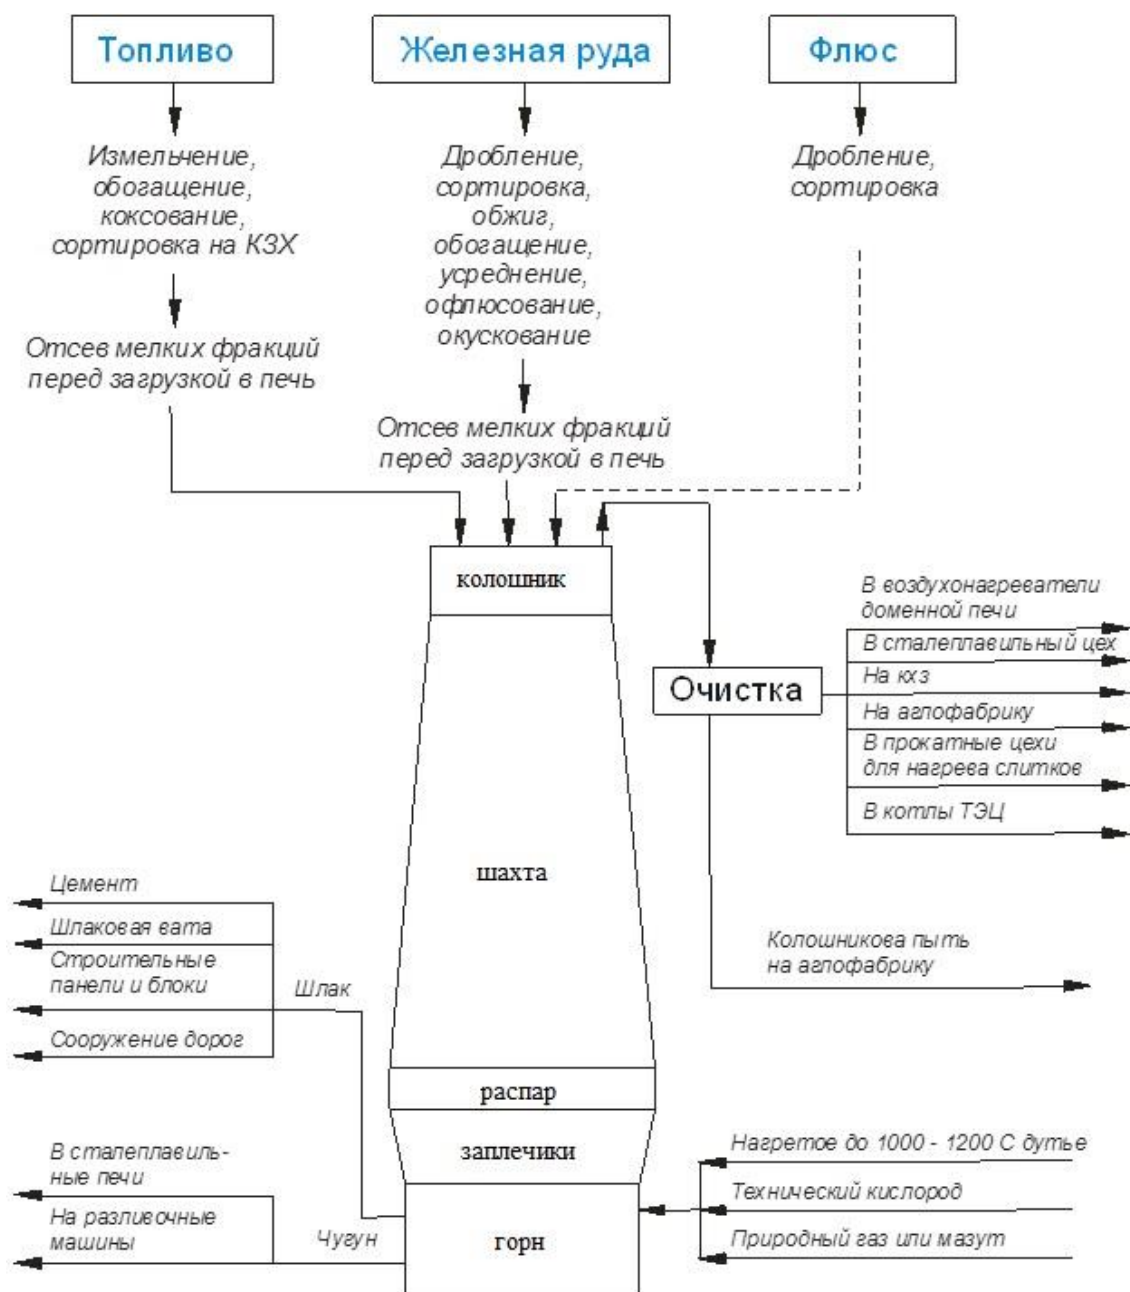 Топливо
Железная руда
Флюс
Измельчение,
обогащение,
коксование,
сортировка на КЗХ
Дробление,
сортировка,
обжиг,
обогащение,
усреднение,
офлюсование,
окускование
Дробление,
сортировка
Отсев мелких фракций
перед загрузкой в печь
Отсев мелких фракций
перед загрузкой в печь
колошник
Очистка
В воздухонагреватели
доменной печи
В сталеплавильный цех
На кхз
На аглофабрику
В прокатные цехи
для нагрева слитков
В котлы ТЭЦ
шахта
Колошникова пыть
на аглофабрику
Цемент
Шлаковая вата
Строительные
панели и блоки
Сооружение дорог
Шлак
распар
заплечики
горн
В сталеплавиль-
ные печи
На разливочные
машины
Чугун
Нагретое до 1000 - 1200 С дутье
Технический кислород
Природный газ или мазут